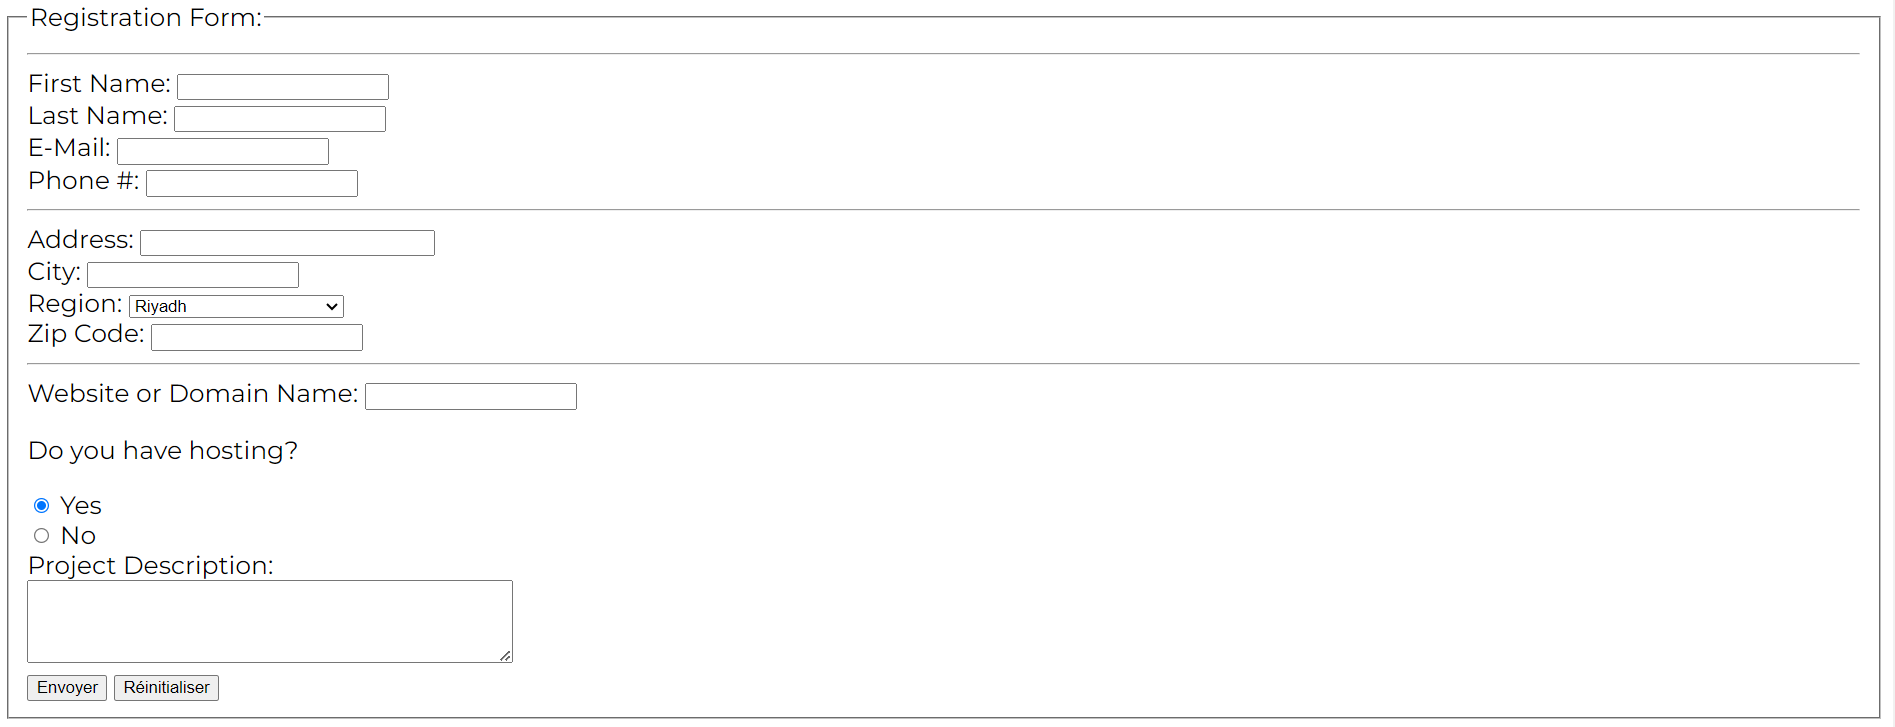 Registration Form:
First Name:
Last Name:
E-Mail:
Phone #:
Address:
City:
Region: Riyadh
Zip Code:
Website or Domain Name:
Do you have hosting?
Yes
No
Project Description:
Envoyer Réinitialiser